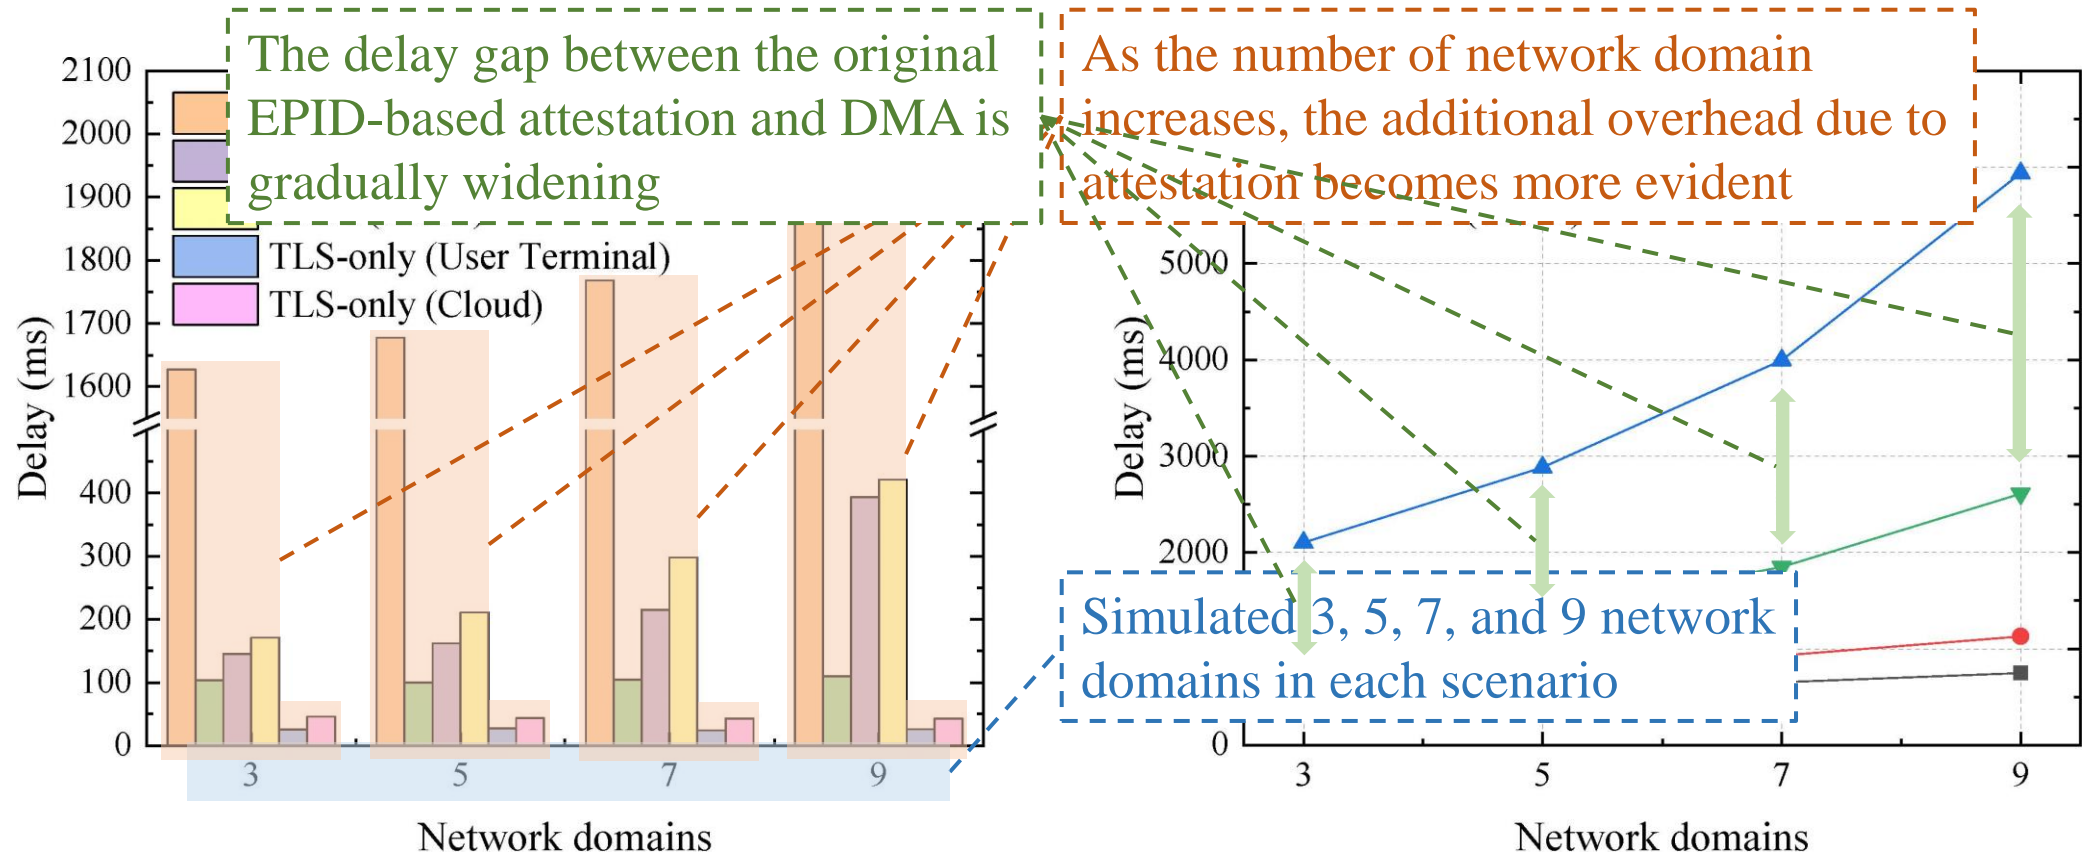 The delay gap between the original
EPID-based attestation and DMA is
gradually widening
As the number of network domain
increases, the additional overhead due to
attestation becomes more evident
2100
2000
1900
1800
1700
1600
400
300
200
100
0
Delay (ms)
TLS-only (User Terminal)
TLS-only (Cloud)
3
5
7
9
Network domains
5000
4000
3000
2000
0
Delay (ms)
Simulated 3, 5, 7, and 9 network
domains in each scenario
3
5
7
9
Network domains